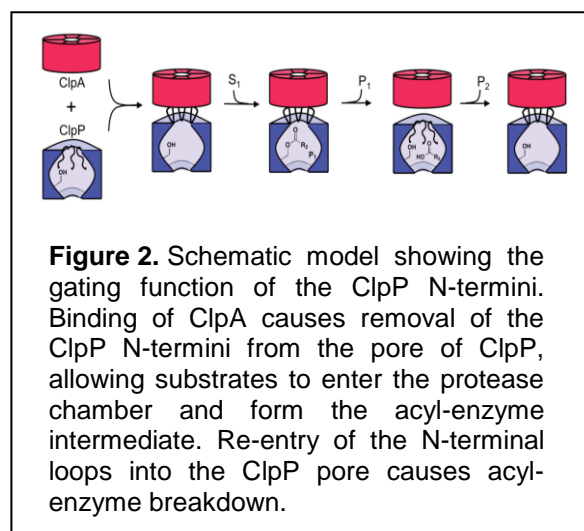 ClpA
+
ClpP
OH
S1
P1
P2
OH
O
O R2
P1
OH O
HO R2
OH
Figure 2. Schematic model showing the
gating function of the ClpP N-termini.
Binding of ClpA causes removal of the
ClpP N-termini from the pore of ClpP,
allowing substrates to enter the protease
chamber and form the acyl-enzyme
intermediate. Re-entry of the N-terminal
loops into the ClpP pore causes acyl-
enzyme breakdown.